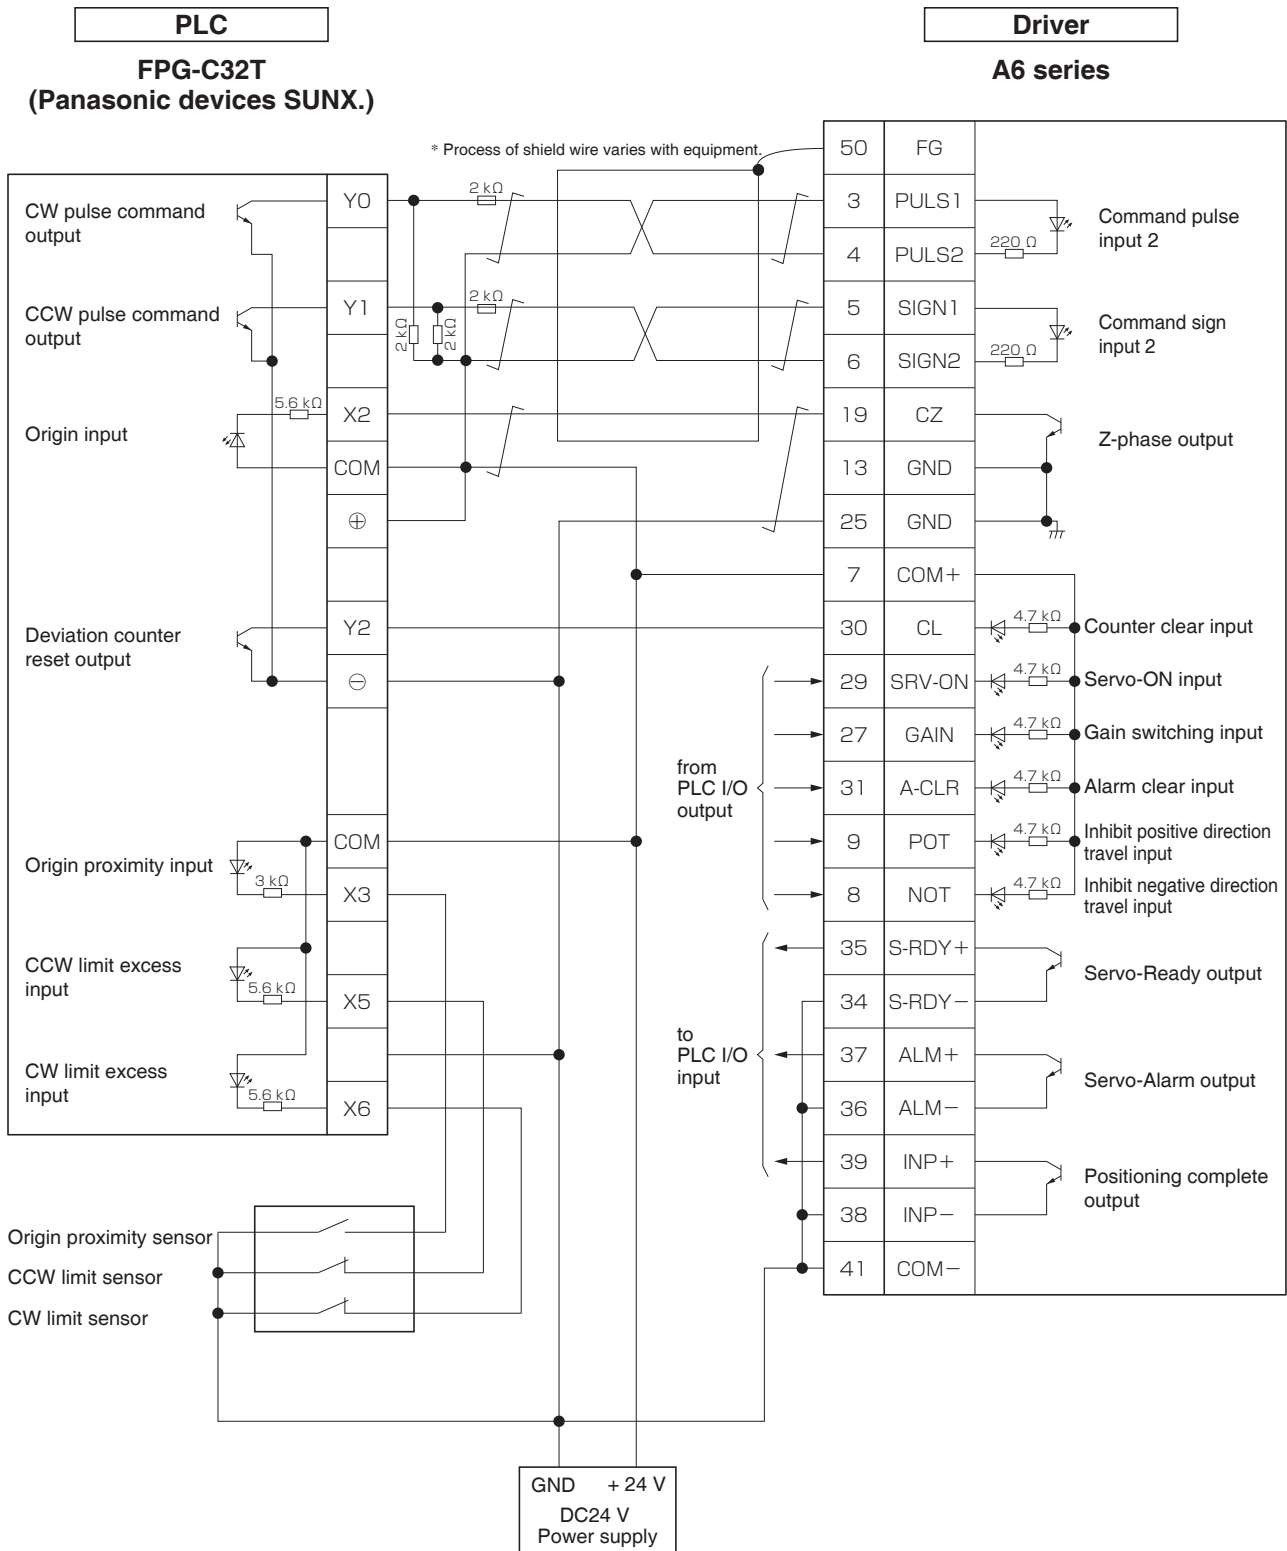 PLC
Driver
FPG-C32T
(Panasonic devices SUNX.)
A6 series
* Process of shield wire varies with equipment.
50 FG
CW pulse command
output
Y0
2 kΩ
3 PULS1
Command pulse
input 2
220 Ω
4 PULS2
CCW pulse command
output
Y1
2 kΩ
2 kΩ
2 kΩ
5 SIGN1
Command sign
input 2
220 Ω
6 SIGN2
Origin input
5.6 kΩ
X2
19 CZ
Z-phase output
COM
13 GND
⊕
25 GND
7 COM+
Deviation counter
reset output
Y2
30 CL
4.7 kΩ
Counter clear input
⊖
29 SRV-ON
4.7 kΩ
Servo-ON input
27 GAIN
4.7 kΩ
Gain switching input
from
PLC I/O
output
31 A-CLR
4.7 kΩ
Alarm clear input
COM
9 POT
4.7 kΩ
Inhibit positive direction
travel input
Origin proximity input
3 kΩ
X3
8 NOT
4.7 kΩ
Inhibit negative direction
travel input
35 S-RDY+
Servo-Ready output
CCW limit excess
input
5.6 kΩ
X5
34 S-RDY−
to
PLC I/O
input
37 ALM+
Servo-Alarm output
CW limit excess
input
5.6 kΩ
X6
36 ALM−
39 INP+
Positioning complete
output
38 INP−
41 COM−
Origin proximity sensor
CCW limit sensor
CW limit sensor
GND + 24 V
DC24 V
Power supply